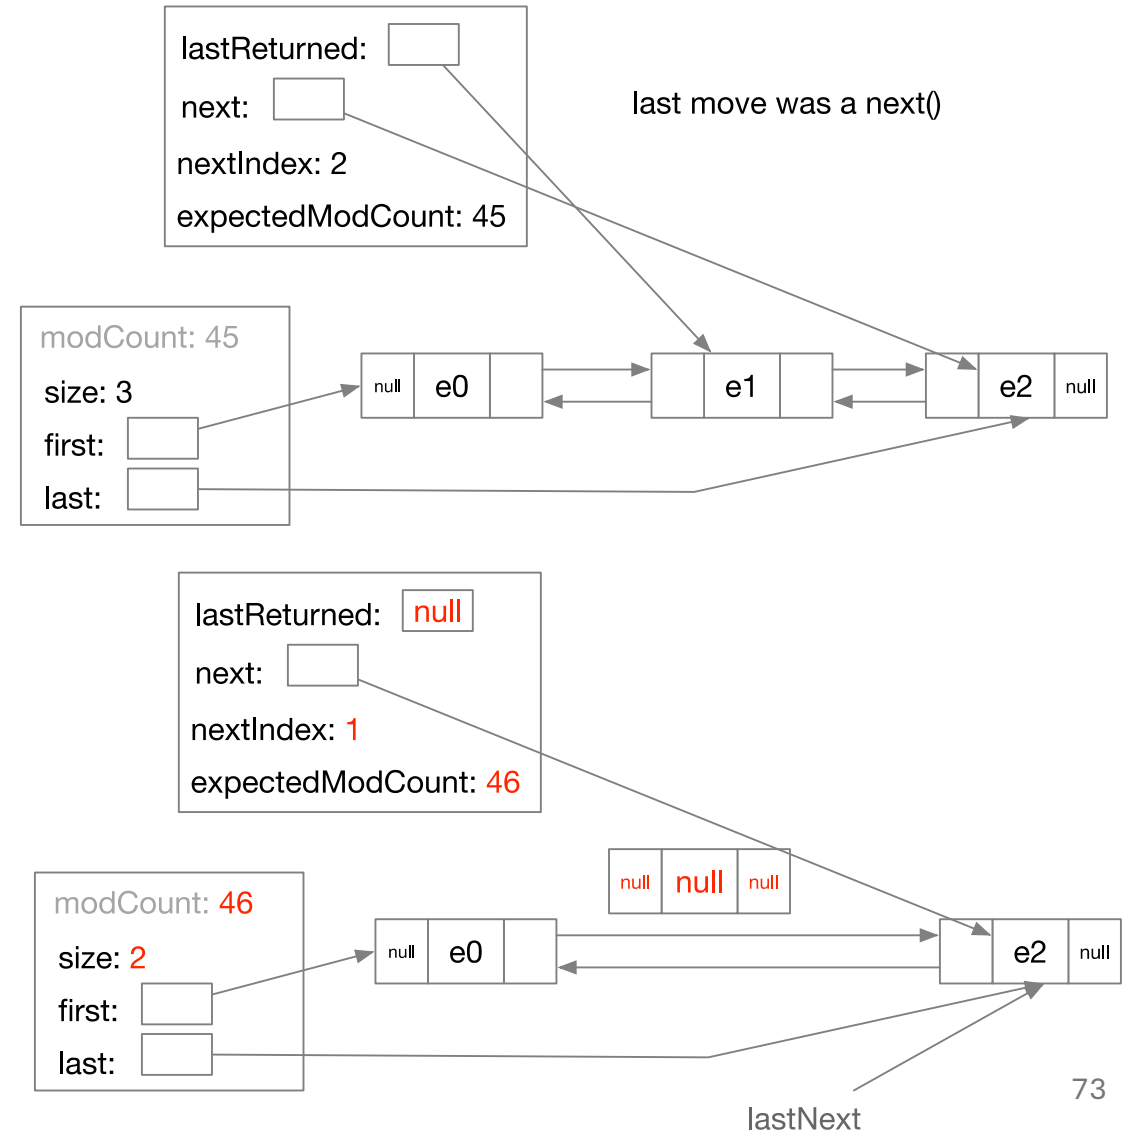 lastReturned:
next:
last move was a next()
nextIndex: 2
expectedModCount: 45
modCount: 45
size: 3
first:
last:
null e0
e1
e2 null
lastReturned: null
next:
nextIndex: 1
expectedModCount: 46
null null null
modCount: 46
size: 2
first:
last:
null e0
e2 null
lastNext
73